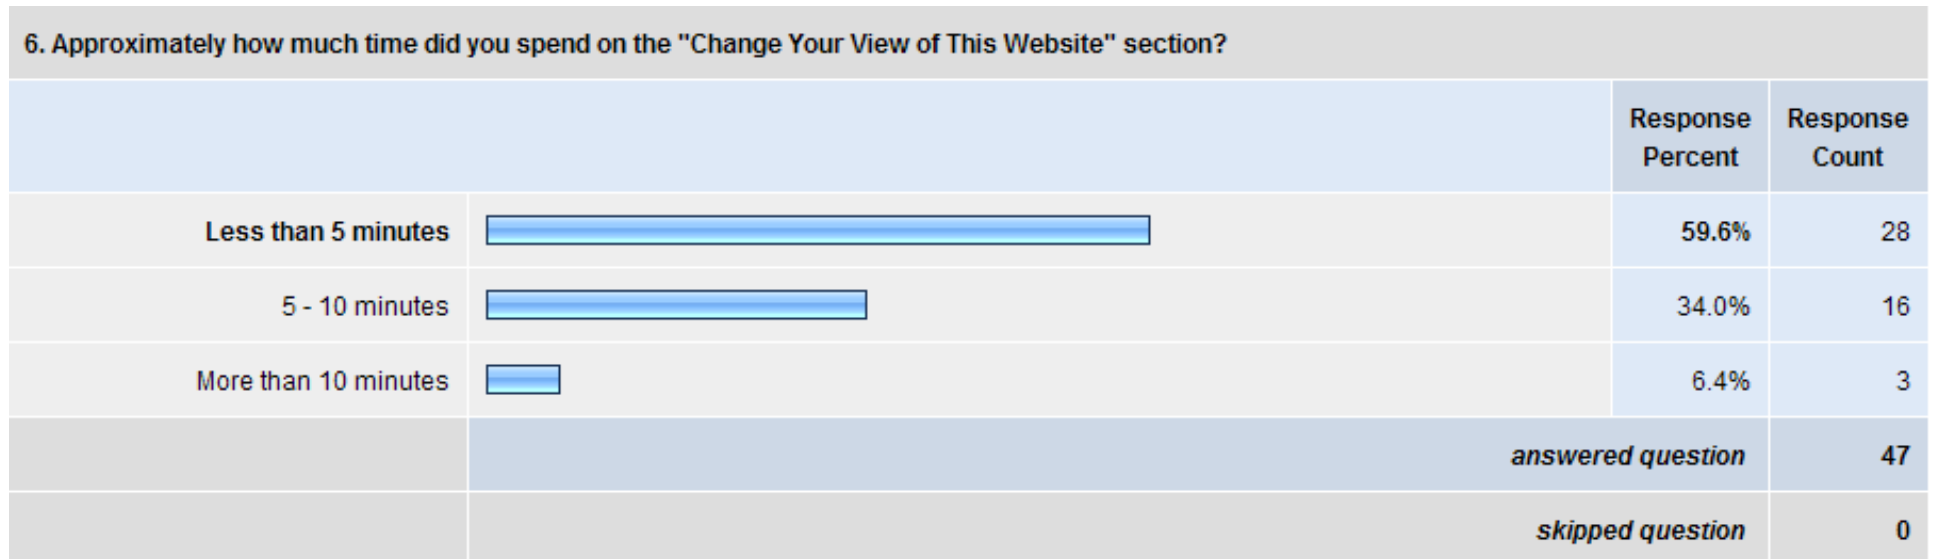 6. Approximately how much time did you spend on the "Change Your View of This Website" section?
Response Percent Response Count
Less than 5 minutes 59.6% 28
5 - 10 minutes 34.0% 16
More than 10 minutes 6.4% 3
answered question 47
skipped question 0